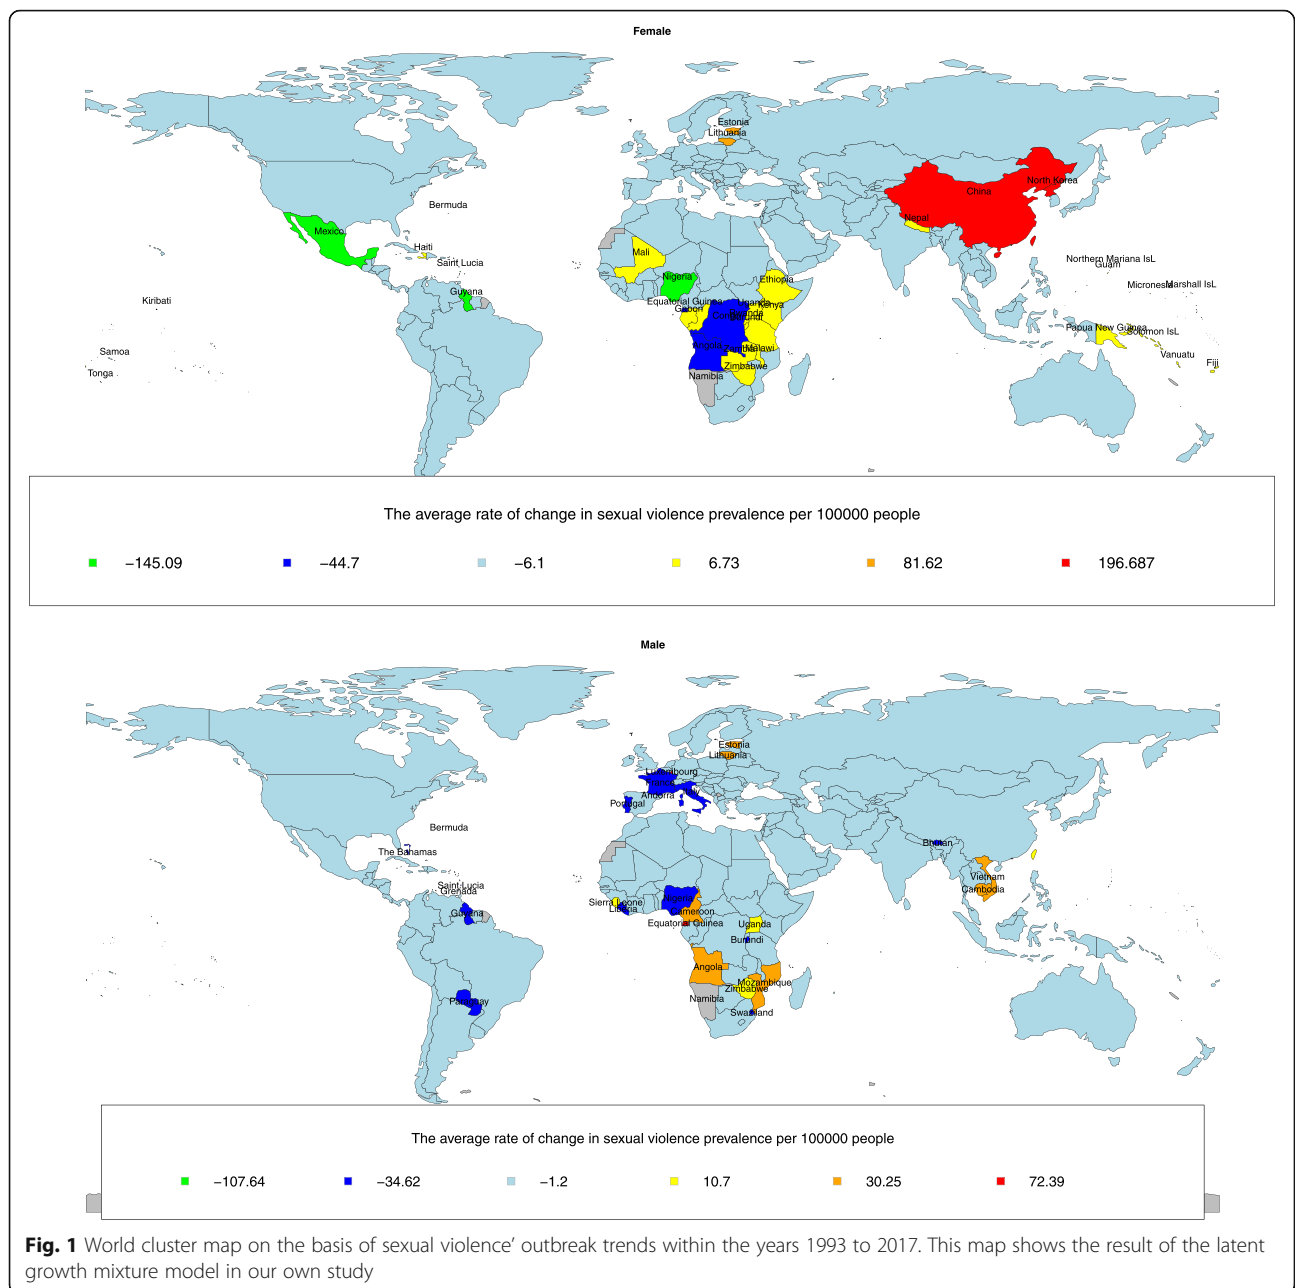 Female
Estonia
Lithuania
North Korea
China
Bermuda
Nepal
Mexico
Haiti
Mali
Northern Mariana IsL
Guam
Saint Lucia
Nigeria
Ethiopia
Micronesia
Marshall IsL
Guyana
Kiribati
Equatorial Guinea
Uganda
Kenya
Gabon
Papua New Guinea
Solomon IsL
Angola
Malawi
Samoa
Vanuatu
Zimbabwe
Fiji
Tonga
Namibia
The average rate of change in sexual violence prevalence per 100000 people
−145.09 −44.7 −6.1 6.73 81.62 196.687
Male
Estonia
Lithuania
Luxembourg
France
Italy
Andorra
Portugal
Bermuda
Bhutan
The Bahamas
Vietnam
Saint Lucia
Grenada
Cambodia
Nigeria
Sierra Leone
Liberia
Guyana
Cameroon
Equatorial Guinea
Uganda
Burundi
Angola
Mozambique
Zimbabwe
Namibia
Paraguay
Swaziland
The average rate of change in sexual violence prevalence per 100000 people
−107.64 −34.62 −1.2 10.7 30.25 72.39
Fig. 1 World cluster map on the basis of sexual violence’ outbreak trends within the years 1993 to 2017. This map shows the result of the latent
growth mixture model in our own study